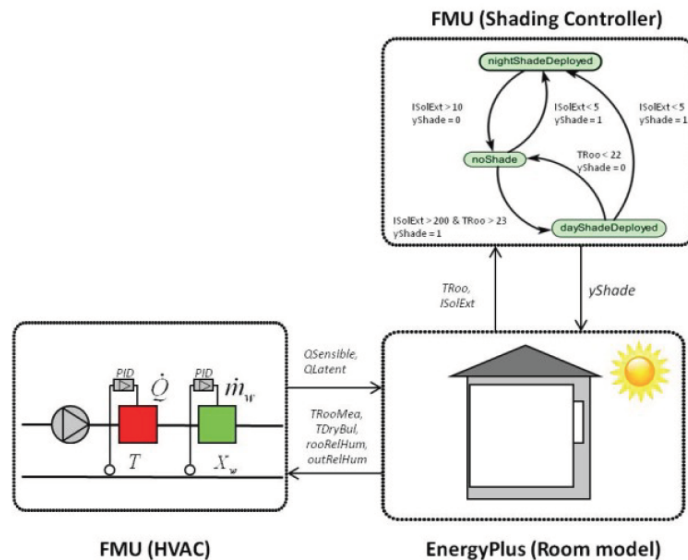 FMU (Shading Controller)
nightShadeDeployed
ISolExt > 10
yShade = 0
ISolExt < 5
yShade = 1
ISolExt < 5
yShade = 1
noShade
TRoo < 22
yShade = 0
ISolExt > 200 & TRoo > 23
yShade = 1
dayShadeDeployed
TRoo,
ISolExt
yShade
PID
Q̇
PID
ṁw
T
Xw
QSensible,
QLatent
TRooMea,
TDryBul,
rooRelHum,
outRelHum
FMU (HVAC)
EnergyPlus (Room model)